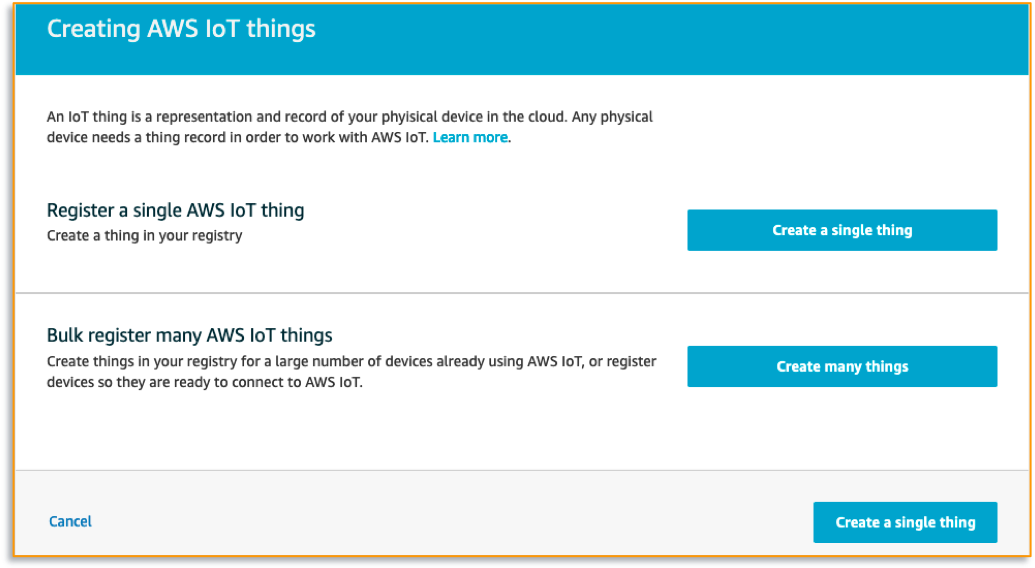 Creating AWS IoT things
An IoT thing is a representation and record of your phyisical device in the cloud. Any physical
device needs a thing record in order to work with AWS IoT. Learn more.
Register a single AWS IoT thing
Create a thing in your registry
Create a single thing
Bulk register many AWS IoT things
Create things in your registry for a large number of devices already using AWS IoT, or register
devices so they are ready to connect to AWS IoT.
Create many things
Cancel
Create a single thing